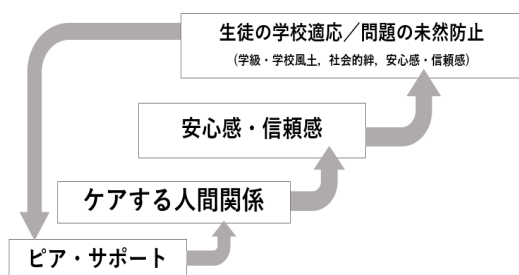 生徒の学校適応／問題の未然防止
(学級・学校風土，社会的絆，安心感・信頼感)
安心感・信頼感
ケアする人間関係
ピア・サポート